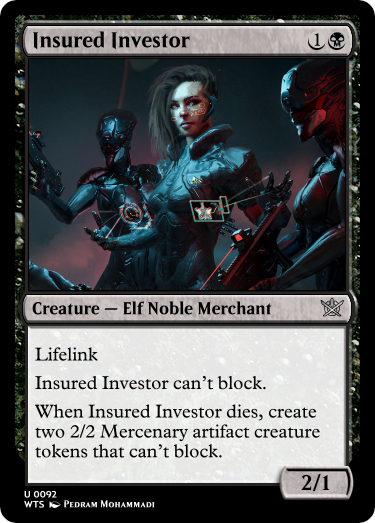 Insured Investor 1
Creature — Elf Noble Merchant
Lifelink
Insured Investor can't block.
When Insured Investor dies, create
two 2/2 Mercenary artifact creature
tokens that can't block.
2/1
U 0092
WTS Pedram Mohammadi